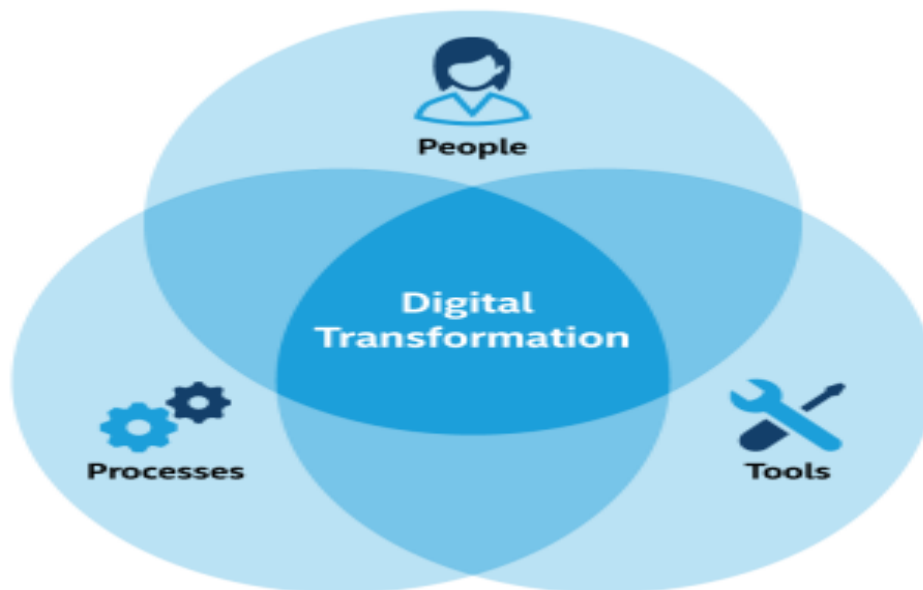 People
Digital
Transformation
Processes
Tools